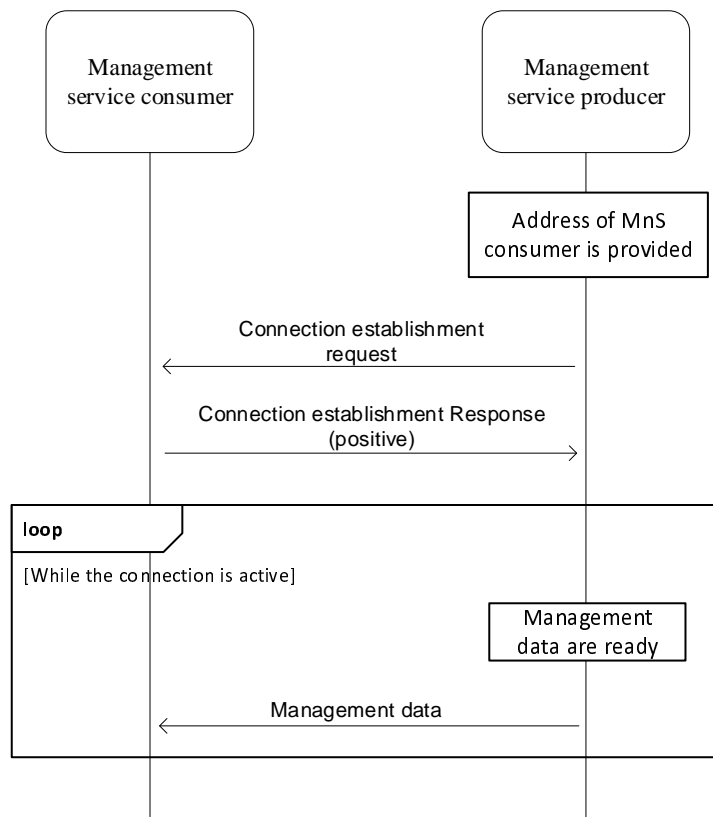 Management
service consumer
Management
service producer
Address of MnS
consumer is provided
Connection establishment
request
Connection establishment Response
(positive)
loop
[While the connection is active]
Management
data are ready
Management data